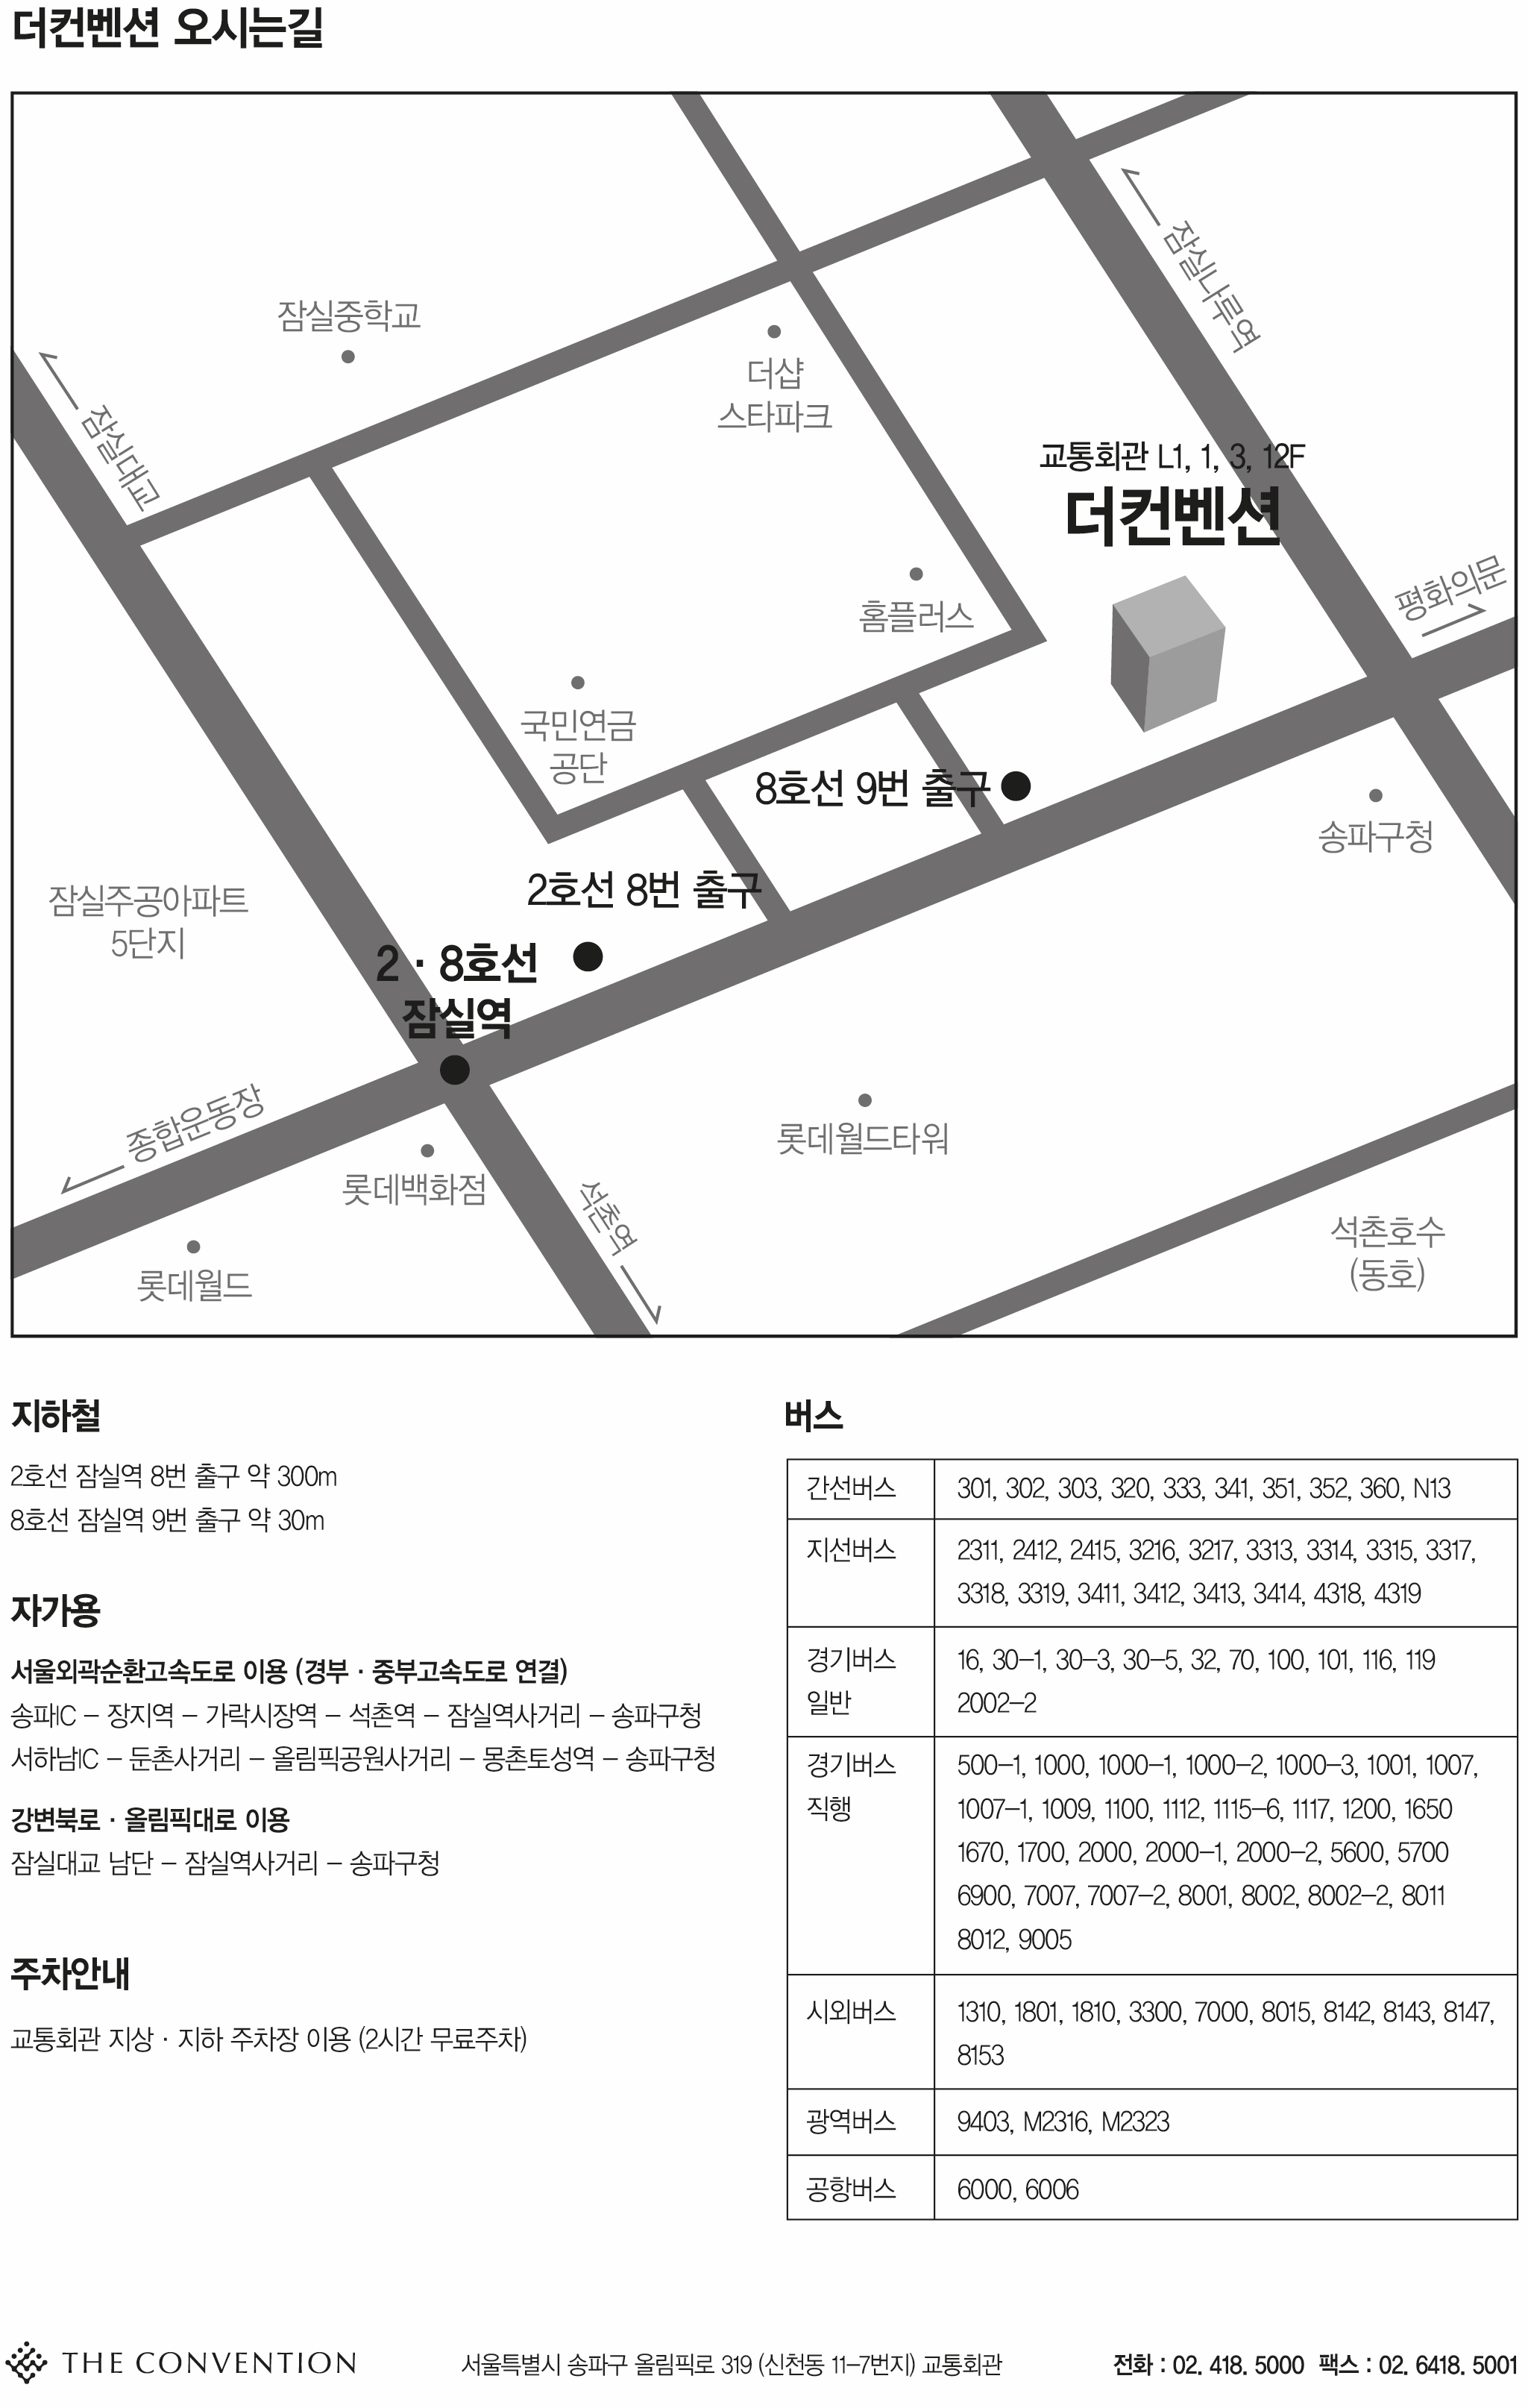 더컨벤션 오시는길
잠실나루역
잠실중학교
더샵
스타파크
잠실대교
교통회관 L1, 1, 3, 12F
더컨벤션
평화의문
홈플러스
국민연금
공단
8호선 9번 출구
송파구청
2호선 8번 출구
잠실주공아파트
5단지
2 · 8호선
잠실역
종합운동장
롯데월드타워
롯데백화점
석촌역
석촌호수
(동호)
롯데월드
지하철
2호선 잠실역 8번 출구 약 300m
8호선 잠실역 9번 출구 약 30m
자가용
서울외곽순환고속도로 이용 (경부 · 중부고속도로 연결)
송파IC – 장지역 – 가락시장역 – 석촌역 – 잠실역사거리 – 송파구청
서하남IC – 둔촌사거리 – 올림픽공원사거리 – 몽촌토성역 – 송파구청
강변북로 · 올림픽대로 이용
잠실대교 남단 – 잠실역사거리 – 송파구청
주차안내
교통회관 지상 · 지하 주차장 이용 (2시간 무료주차)
버스
간선버스 301, 302, 303, 320, 333, 341, 351, 352, 360, N13
지선버스 2311, 2412, 2415, 3216, 3217, 3313, 3314, 3315, 3317,
3318, 3319, 3411, 3412, 3413, 3414, 4318, 4319
경기버스 16, 30–1, 30–3, 30–5, 32, 70, 100, 101, 116, 119
일반 2002–2
경기버스 500–1, 1000, 1000–1, 1000–2, 1000–3, 1001, 1007,
직행 1007–1, 1009, 1100, 1112, 1115–6, 1117, 1200, 1650
1670, 1700, 2000, 2000–1, 2000–2, 5600, 5700
6900, 7007, 7007–2, 8001, 8002, 8002–2, 8011
8012, 9005
시외버스 1310, 1801, 1810, 3300, 7000, 8015, 8142, 8143, 8147,
8153
광역버스 9403, M2316, M2323
공항버스 6000, 6006
THE CONVENTION
서울특별시 송파구 올림픽로 319 (신천동 11–7번지) 교통회관
전화 : 02. 418. 5000 팩스 : 02. 6418. 5001